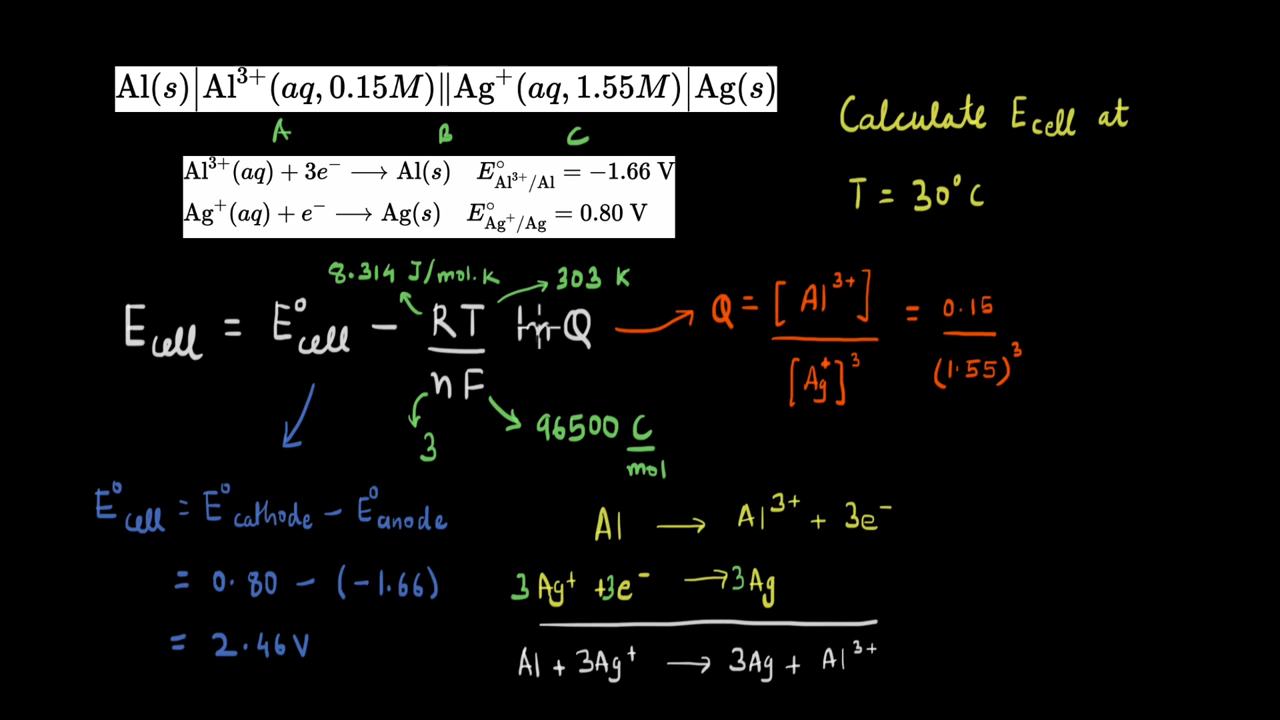 Al(s)|Al³⁺(aq, 0.15M)||Ag⁺(aq, 1.55M)|Ag(s)
A B C
Al³⁺(aq) + 3e⁻ ⟶ Al(s) E°Al³⁺/Al = −1.66 V
Ag⁺(aq) + e⁻ ⟶ Ag(s) E°Ag⁺/Ag = 0.80 V
Calculate Ecell at
T = 30°C
8.314 J/mol.K
303 K
Ecell = E°cell − RT/nF ln Q
Q = [Al³⁺]/[Ag⁺]³ = 0.15/(1.55)³
3
96500 C/mol
E°cell = E°cathode − E°anode
= 0.80 − (−1.66)
= 2.46V
Al → Al³⁺ + 3e⁻
3Ag⁺ + 3e⁻ → 3Ag
Al + 3Ag⁺ → 3Ag + Al³⁺